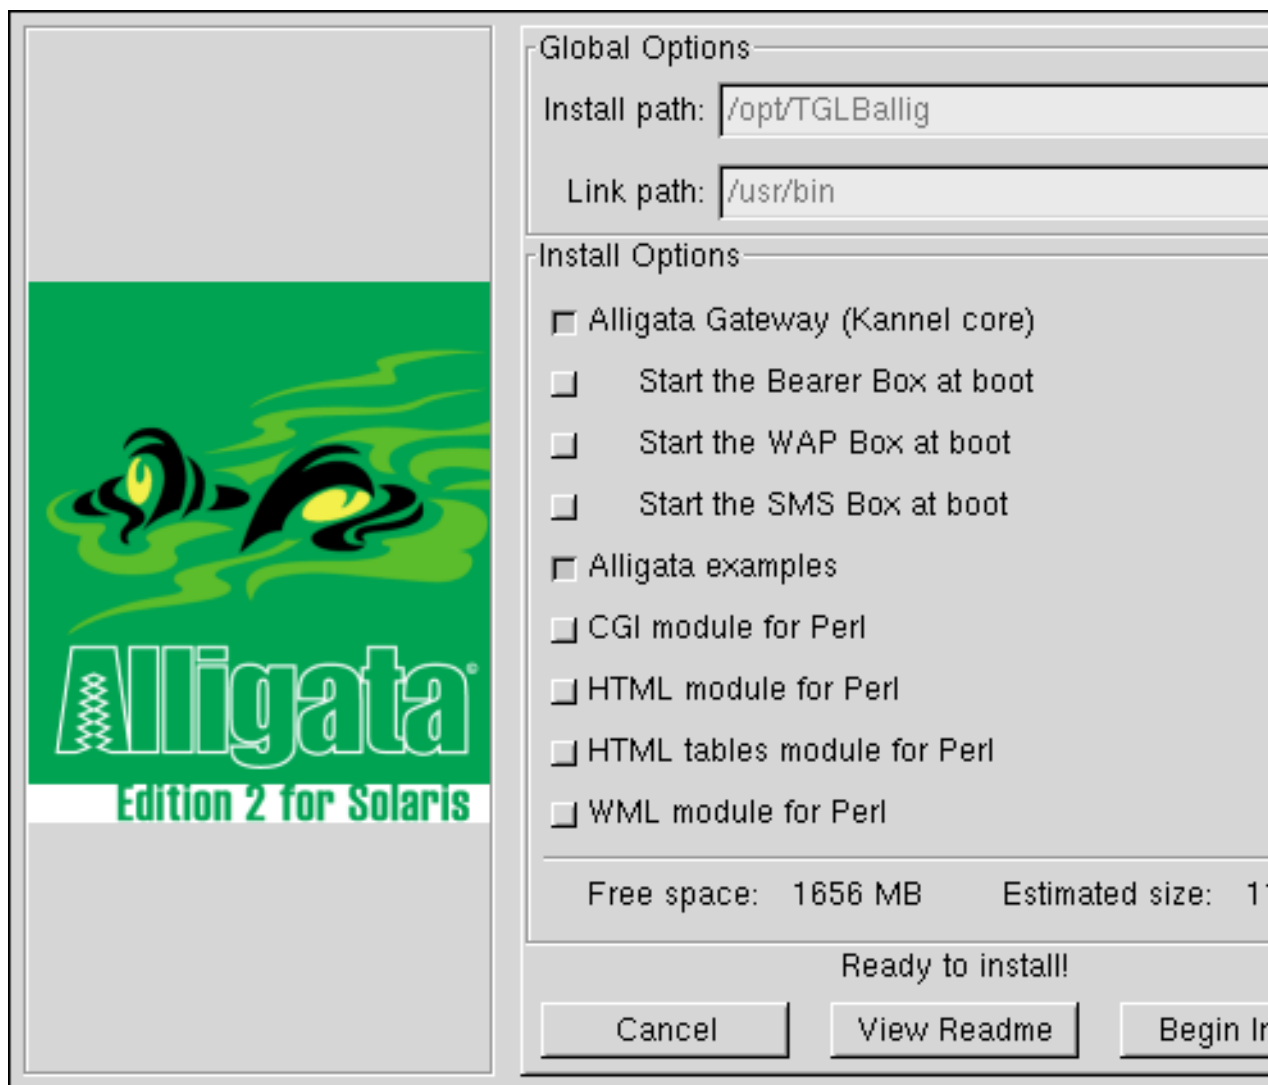 Global Options
Install path: /opt/TGLBallig
Link path: /usr/bin
Install Options
Alligata Gateway (Kannel core)
Start the Bearer Box at boot
Start the WAP Box at boot
Start the SMS Box at boot
Alligata examples
CGI module for Perl
HTML module for Perl
HTML tables module for Perl
WML module for Perl
Free space: 1656 MB Estimated size:
Ready to install!
Cancel View Readme Begin
Alligata©
Edition 2 for Solaris